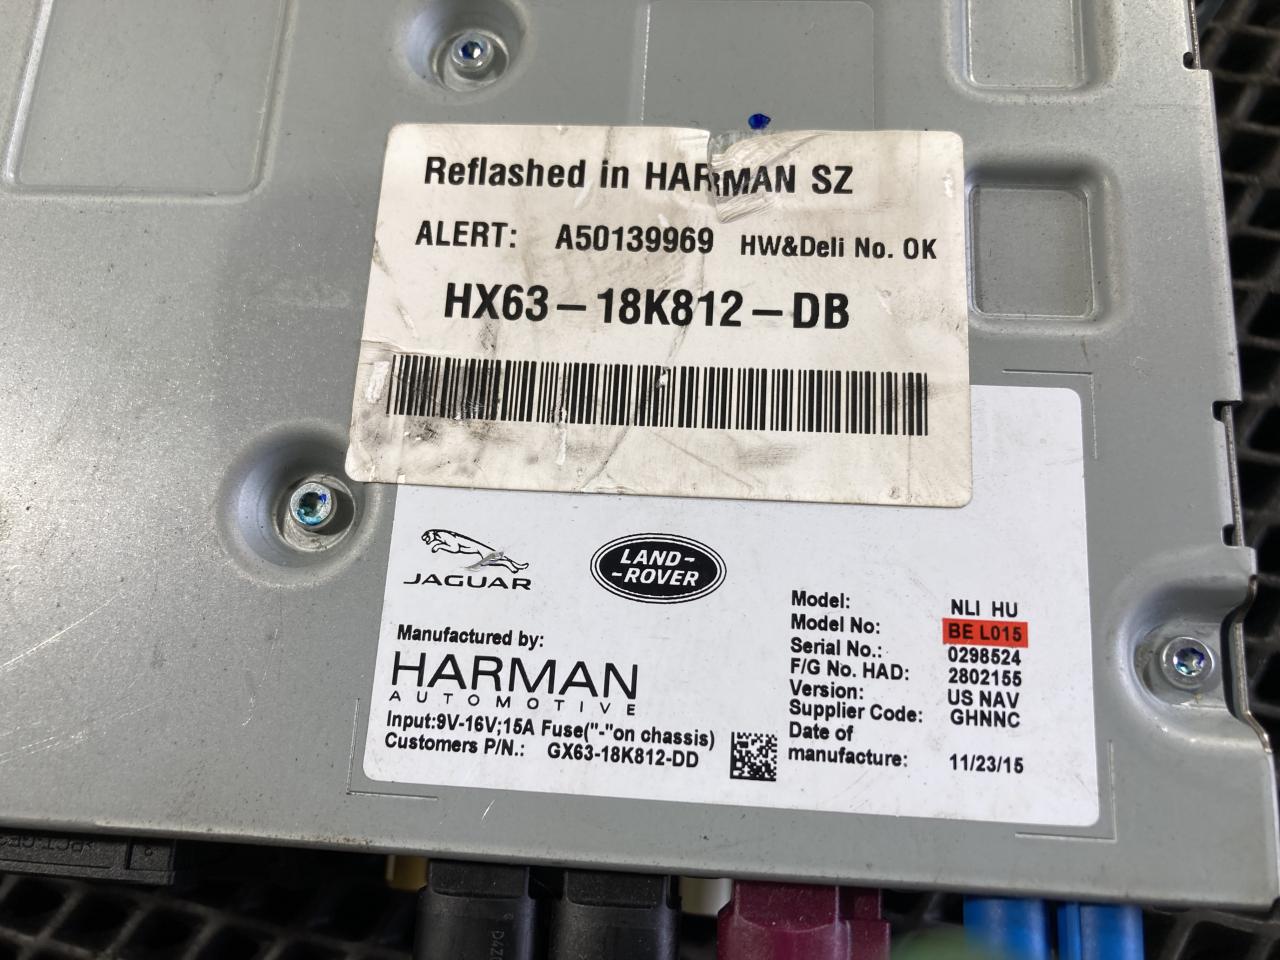 Reflashed in HARMAN SZ
ALERT: A50139969 HW&Deli No. OK
HX63-18K812-DB
JAGUAR
LAND-
-ROVER
Manufactured by:
HARMAN
AUTOMOTIVE
Input:9V-16V;15A Fuse("-"on chassis)
Customers P/N.: GX63-18K812-DD
Model: NLI HU
Model No: BE L015
Serial No.: 0298524
F/G No. HAD: 2802155
Version: US NAV
Supplier Code: GHNNC
Date of
manufacture: 11/23/15